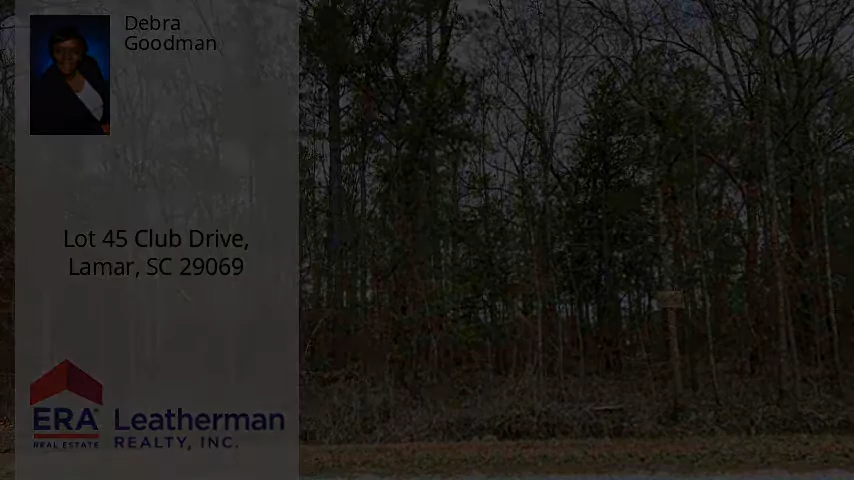 Debra
Goodman
Lot 45 Club Drive,
Lamar, SC 29069
ERA
REAL ESTATE
Leatherman
REALTY, INC.